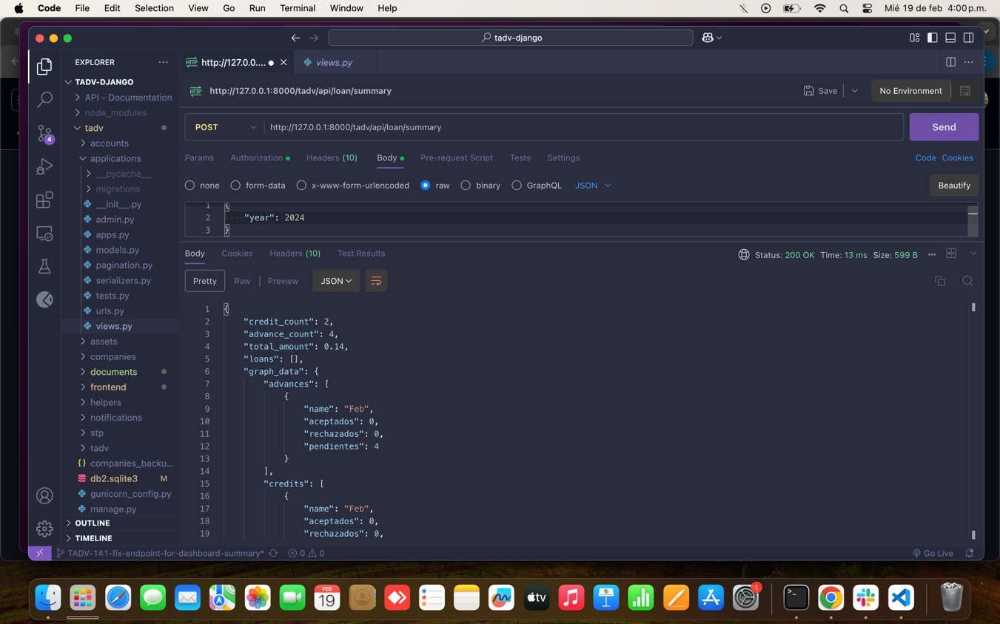 Code File Edit Selection View Go Run Terminal Window Help Mié 19 de feb 4:00 p.m.
tadv-django
EXPLORER
http://127.0.0....
views.py
TADV-DJANGO
API - Documentation
node_modules
tadv
accounts
applications
__pycache__
migrations
__init__.py
admin.py
apps.py
models.py
pagination.py
serializers.py
tests.py
urls.py
views.py
assets
companies
documents
frontend
helpers
notifications
stp
tadv
{} companies_backu...
db2.sqlite3 M
gunicorn_config.py
manage.py
OUTLINE
TIMELINE
4
HTTP http://127.0.0.1:8000/tadv/api/loan/summary Save No Environment
POST http://127.0.0.1:8000/tadv/api/loan/summary Send
Params Authorization Headers (10) Body Pre-request Script Tests Settings Code Cookies
none form-data x-www-form-urlencoded raw binary GraphQL JSON Beautify
1 {
2 "year": 2024
3 }
Body Cookies Headers (10) Test Results Status: 200 OK Time: 13 ms Size: 599 B
Pretty Raw Preview JSON
1 {
2 "credit_count": 2,
3 "advance_count": 4,
4 "total_amount": 0.14,
5 "loans": [],
6 "graph_data": {
7 "advances": [
8 {
9 "name": "Feb",
10 "aceptados": 0,
11 "rechazados": 0,
12 "pendientes": 4
13 }
14 ],
15 "credits": [
16 {
17 "name": "Feb",
18 "aceptados": 0,
19 "rechazados": 0,
TADV-141-fix-endpoint-for-dashboard-summary* 0 0 Go Live
FEB
19
tv
1